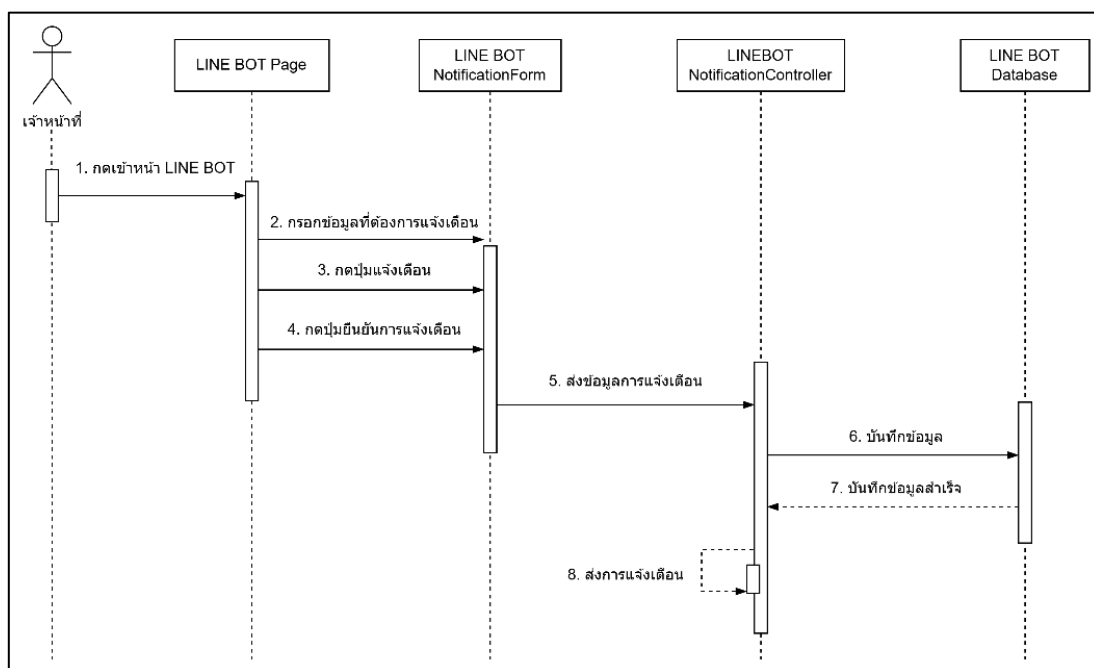 LINE BOT Page
LINE BOT
NotificationForm
LINEBOT
NotificationController
LINE BOT
Database
เจ้าหน้าที่
1. กดเข้าหน้า LINE BOT
2. กรอกข้อมูลที่ต้องการแจ้งเตือน
3. กดปุ่มแจ้งเตือน
4. กดปุ่มยืนยันการแจ้งเตือน
5. ส่งข้อมูลการแจ้งเตือน
6. บันทึกข้อมูล
7. บันทึกข้อมูลสำเร็จ
8. ส่งการแจ้งเตือน